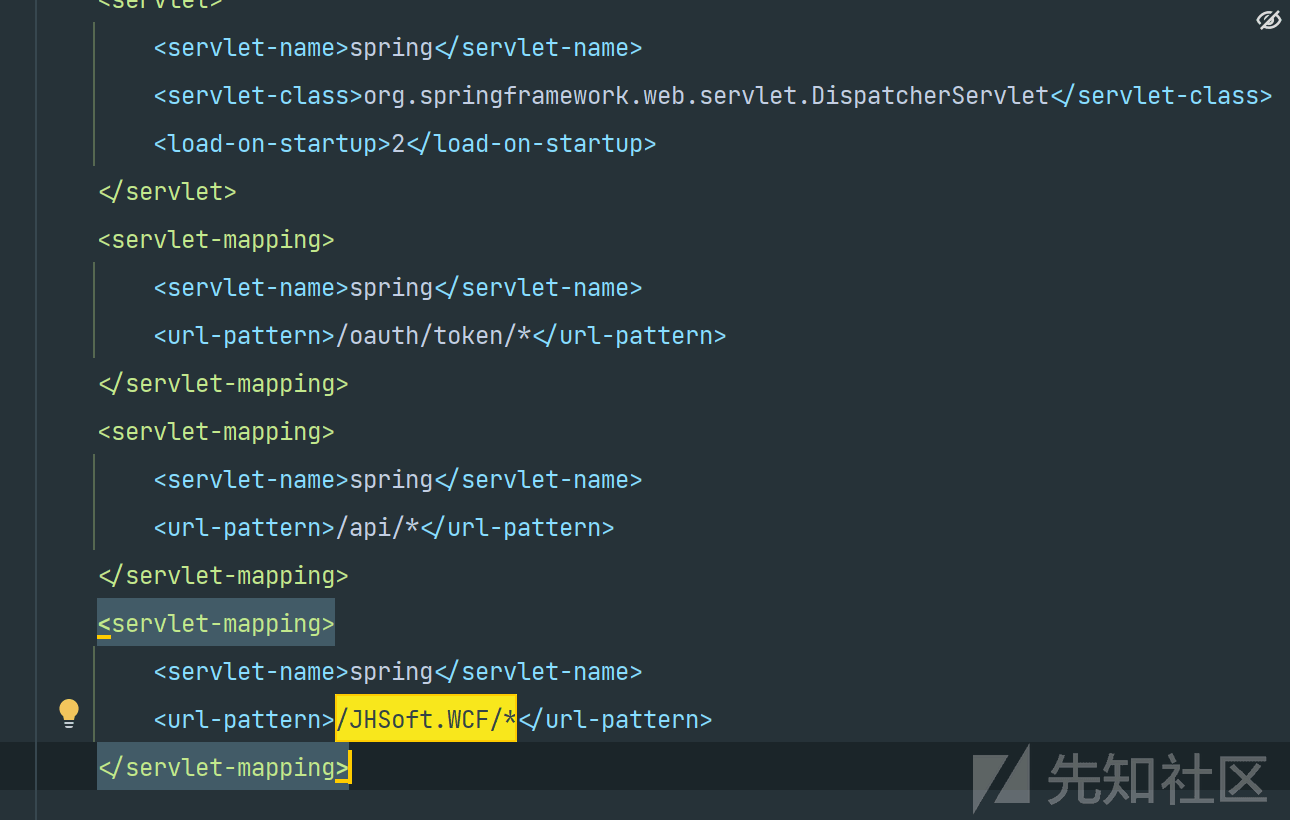 <servlet>
<servlet-name>spring</servlet-name>
<servlet-class>org.springframework.web.servlet.DispatcherServlet</servlet-class>
<load-on-startup>2</load-on-startup>
</servlet>
<servlet-mapping>
<servlet-name>spring</servlet-name>
<url-pattern>/oauth/token/*</url-pattern>
</servlet-mapping>
<servlet-mapping>
<servlet-name>spring</servlet-name>
<url-pattern>/api/*</url-pattern>
</servlet-mapping>
<servlet-mapping>
<servlet-name>spring</servlet-name>
<url-pattern>/JHSoft.WCF/*</url-pattern>
</servlet-mapping>
先知社区